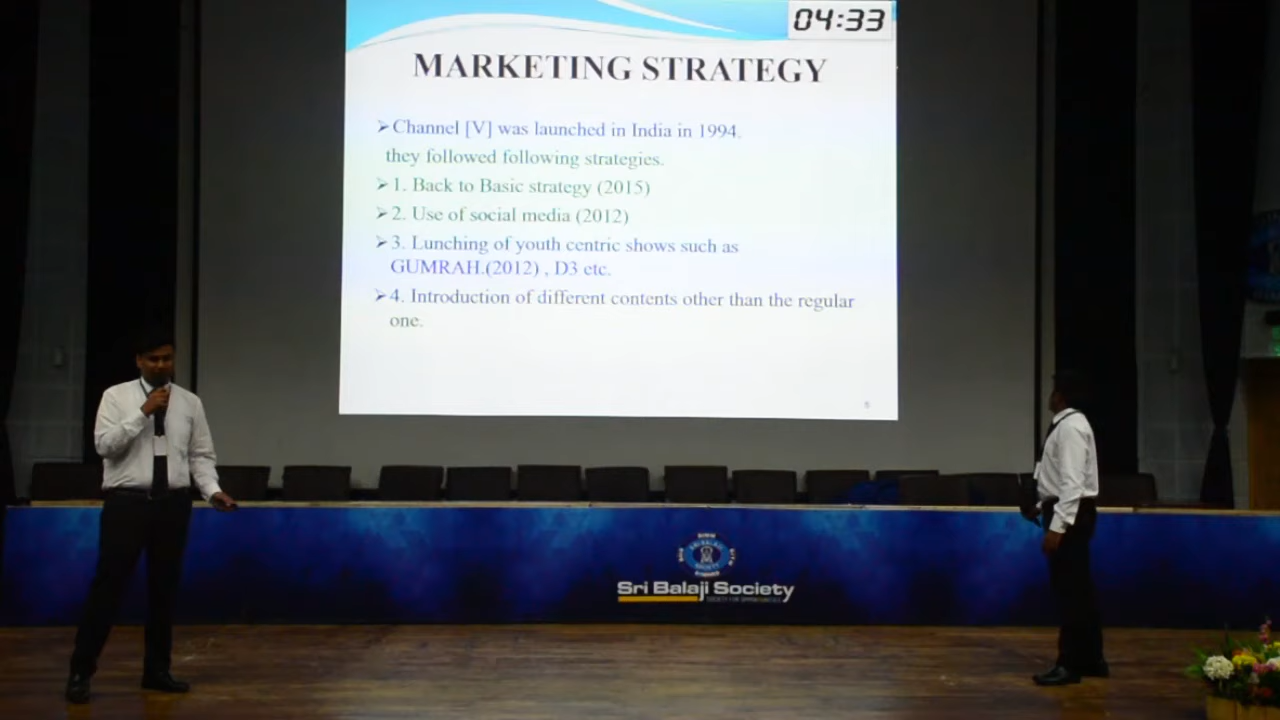 04:33
MARKETING STRATEGY
➢Channel [V] was launched in India in 1994.
they followed following strategies.
➢1. Back to Basic strategy (2015)
➢2. Use of social media (2012)
➢3. Lunching of youth centric shows such as
GUMRAH.(2012) , D3 etc.
➢4. Introduction of different contents other than the regular
one.
Sri Balaji Society